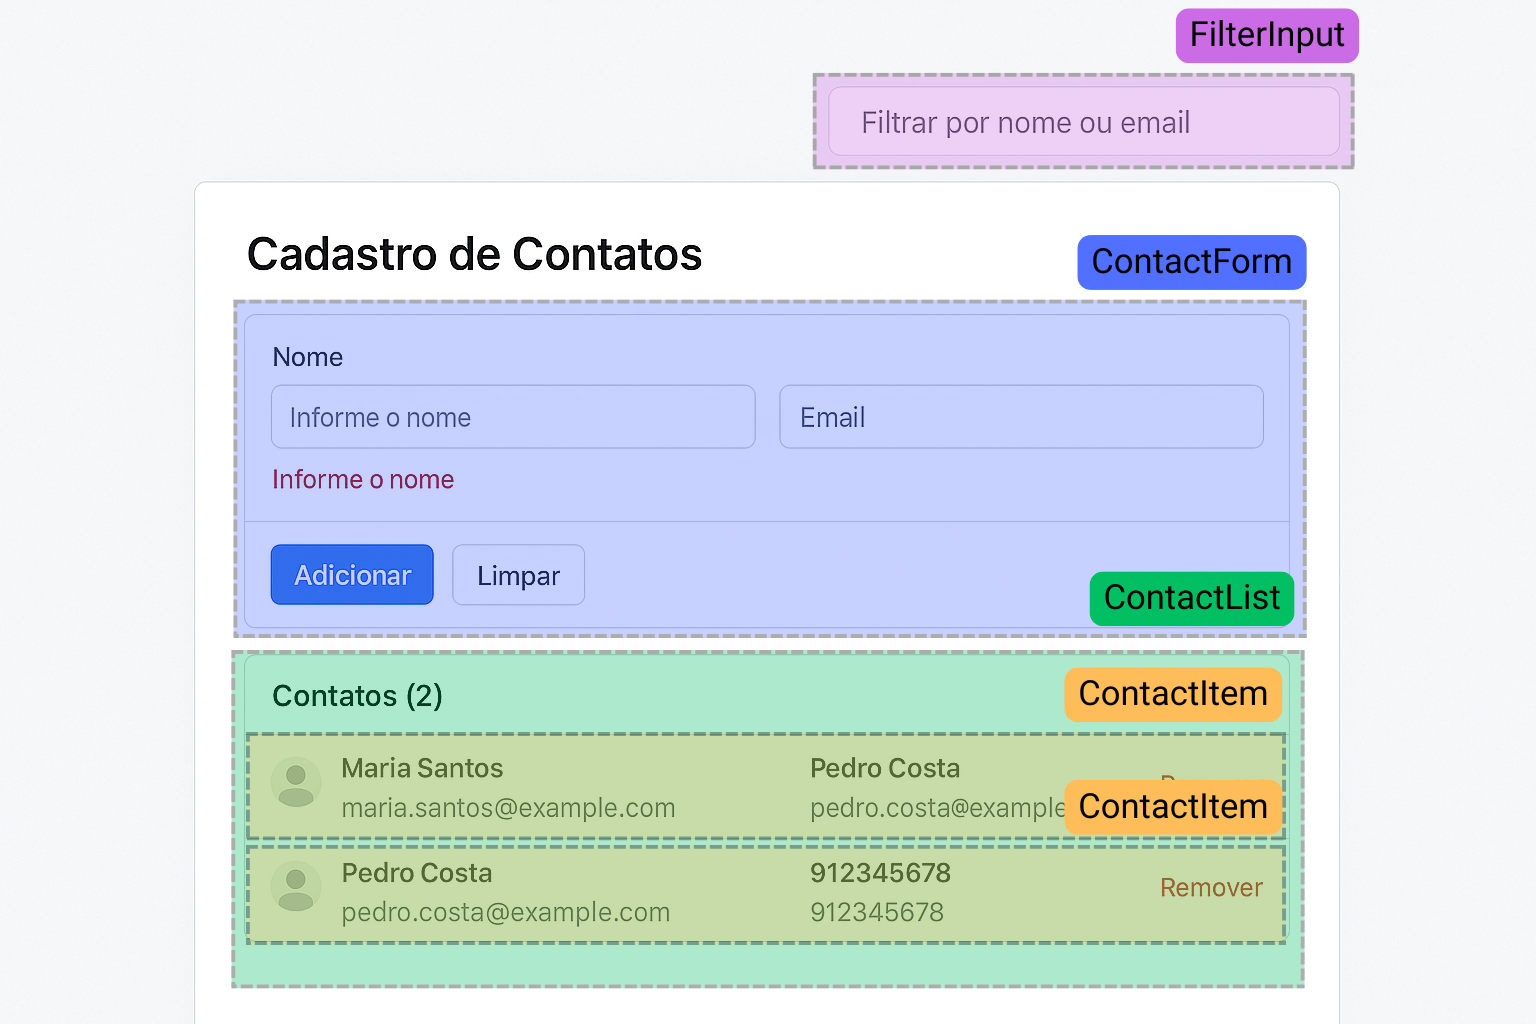 FilterInput
Filtrar por nome ou email
Cadastro de Contatos
ContactForm
Nome
Informe o nome
Email
Informe o nome
Adicionar
Limpar
ContactList
Contatos (2)
ContactItem
Maria Santos
Pedro Costa
maria.santos@example.com
pedro.costa@example
ContactItem
Pedro Costa
912345678
Remover
pedro.costa@example.com
912345678